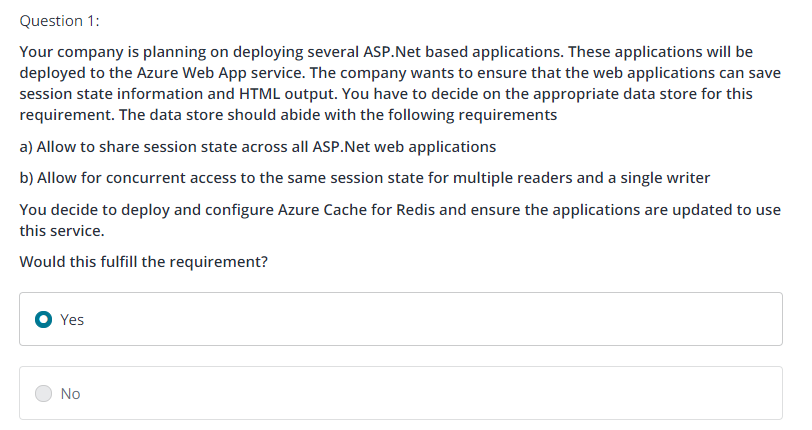 Question 1:
Your company is planning on deploying several ASP.Net based applications. These applications will be
deployed to the Azure Web App service. The company wants to ensure that the web applications can save
session state information and HTML output. You have to decide on the appropriate data store for this
requirement. The data store should abide with the following requirements
a) Allow to share session state across all ASP.Net web applications
b) Allow for concurrent access to the same session state for multiple readers and a single writer
You decide to deploy and configure Azure Cache for Redis and ensure the applications are updated to use
this service.
Would this fulfill the requirement?
Yes
No